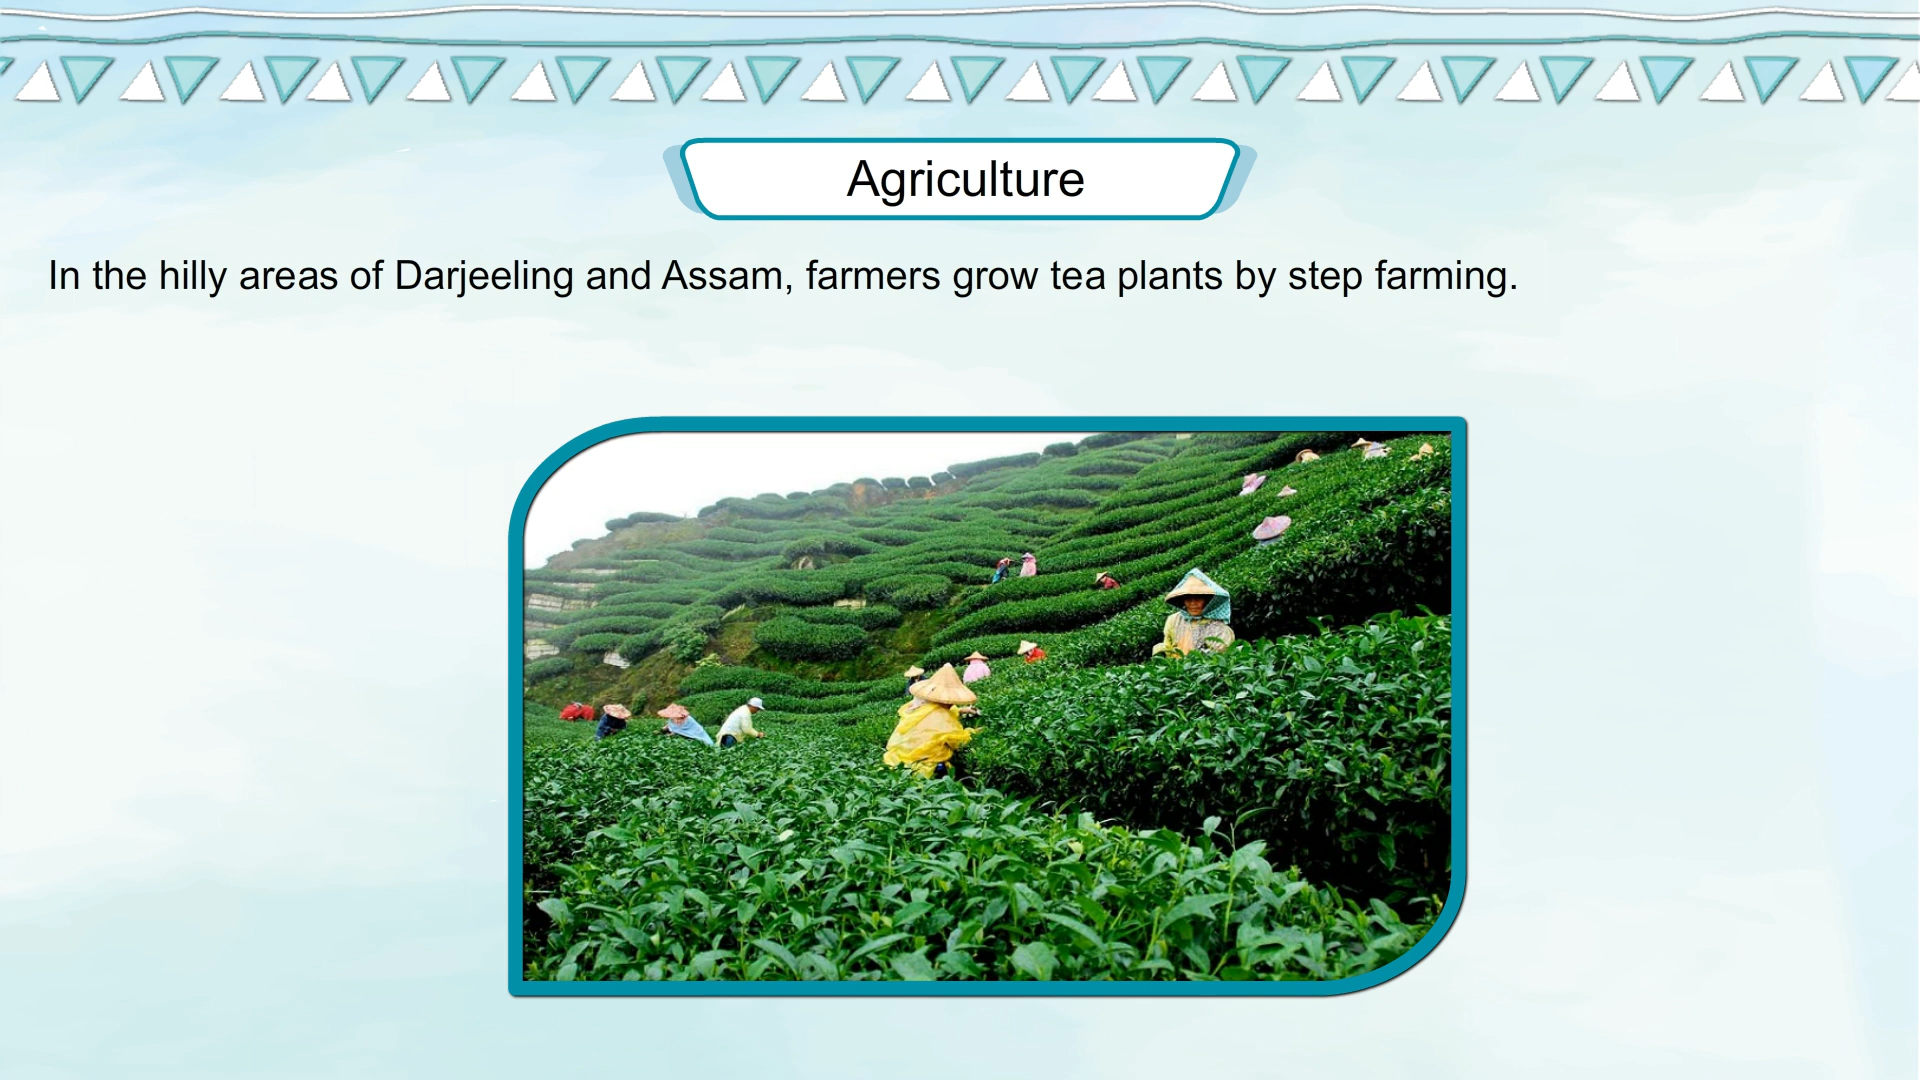 Agriculture
In the hilly areas of Darjeeling and Assam, farmers grow tea plants by step farming.